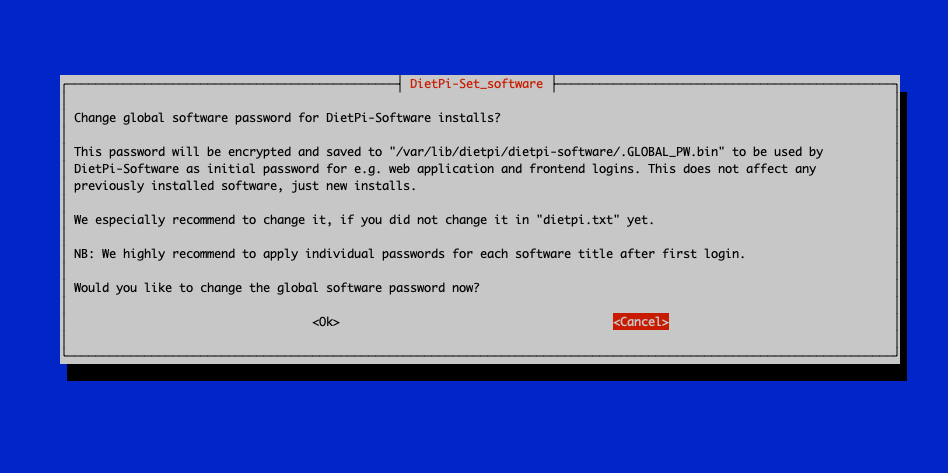 DietPi-Set_software
Change global software password for DietPi-Software installs?
This password will be encrypted and saved to "/var/lib/dietpi/dietpi-software/.GLOBAL_PW.bin" to be used by
DietPi-Software as initial password for e.g. web application and frontend logins. This does not affect any
previously installed software, just new installs.
We especially recommend to change it, if you did not change it in "dietpi.txt" yet.
NB: We highly recommend to apply individual passwords for each software title after first login.
Would you like to change the global software password now?
<Ok> <Cancel>